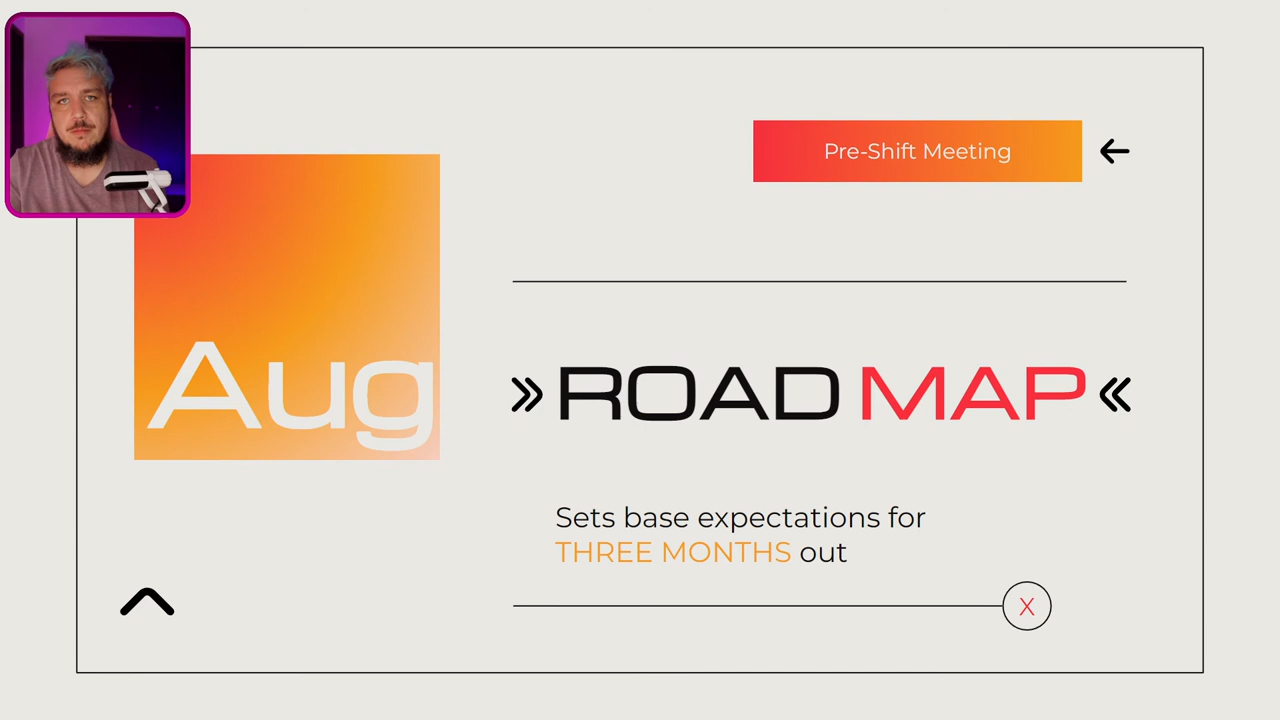 Pre-Shift Meeting
Aug
ROAD MAP
Sets base expectations for
THREE MONTHS out
X